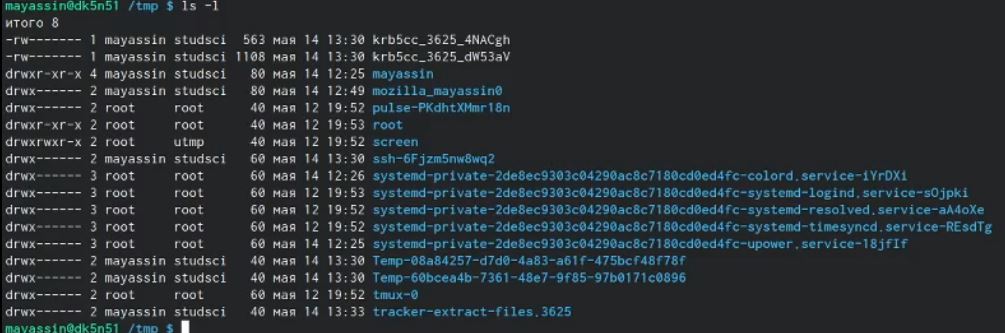 mayassin@dk5n51 /tmp $ ls -l
итого 8
-rw------- 1 mayassin studsci  563 мая 14 13:30 krb5cc_3625_4NACgh
-rw------- 1 mayassin studsci 1108 мая 14 13:30 krb5cc_3625_dW53aV
drwxr-xr-x 4 mayassin studsci   80 мая 14 12:25 mayassin
drwx------ 2 mayassin studsci   80 мая 14 12:49 mozilla_mayassin0
drwx------ 2 root     root      40 мая 12 19:52 pulse-PKdhtXMmr18n
drwxr-xr-x 2 root     root      40 мая 12 19:53 root
drwxrwxr-x 2 root     utmp      40 мая 12 19:52 screen
drwx------ 2 mayassin studsci   60 мая 14 13:30 ssh-6Fjzm5nw8wq2
drwx------ 3 root     root      60 мая 14 12:26 systemd-private-2de8ec9303c04290ac8c7180cd0ed4fc-colord.service-iYrDXi
drwx------ 3 root     root      60 мая 12 19:53 systemd-private-2de8ec9303c04290ac8c7180cd0ed4fc-systemd-logind.service-sOjpki
drwx------ 3 root     root      60 мая 12 19:52 systemd-private-2de8ec9303c04290ac8c7180cd0ed4fc-systemd-resolved.service-aA4oXe
drwx------ 3 root     root      60 мая 12 19:52 systemd-private-2de8ec9303c04290ac8c7180cd0ed4fc-systemd-timesyncd.service-REsdTg
drwx------ 3 root     root      60 мая 14 12:25 systemd-private-2de8ec9303c04290ac8c7180cd0ed4fc-upower.service-18jfIf
drwx------ 2 mayassin studsci   40 мая 14 13:30 Temp-08a84257-d7d0-4a83-a61f-475bcf48f78f
drwx------ 2 mayassin studsci   40 мая 14 13:30 Temp-60bcea4b-7361-48e7-9f85-97b0171c0896
drwx------ 2 root     root      60 мая 12 19:52 tmux-0
drwx------ 2 mayassin studsci   40 мая 14 13:33 tracker-extract-files.3625
mayassin@dk5n51 /tmp $